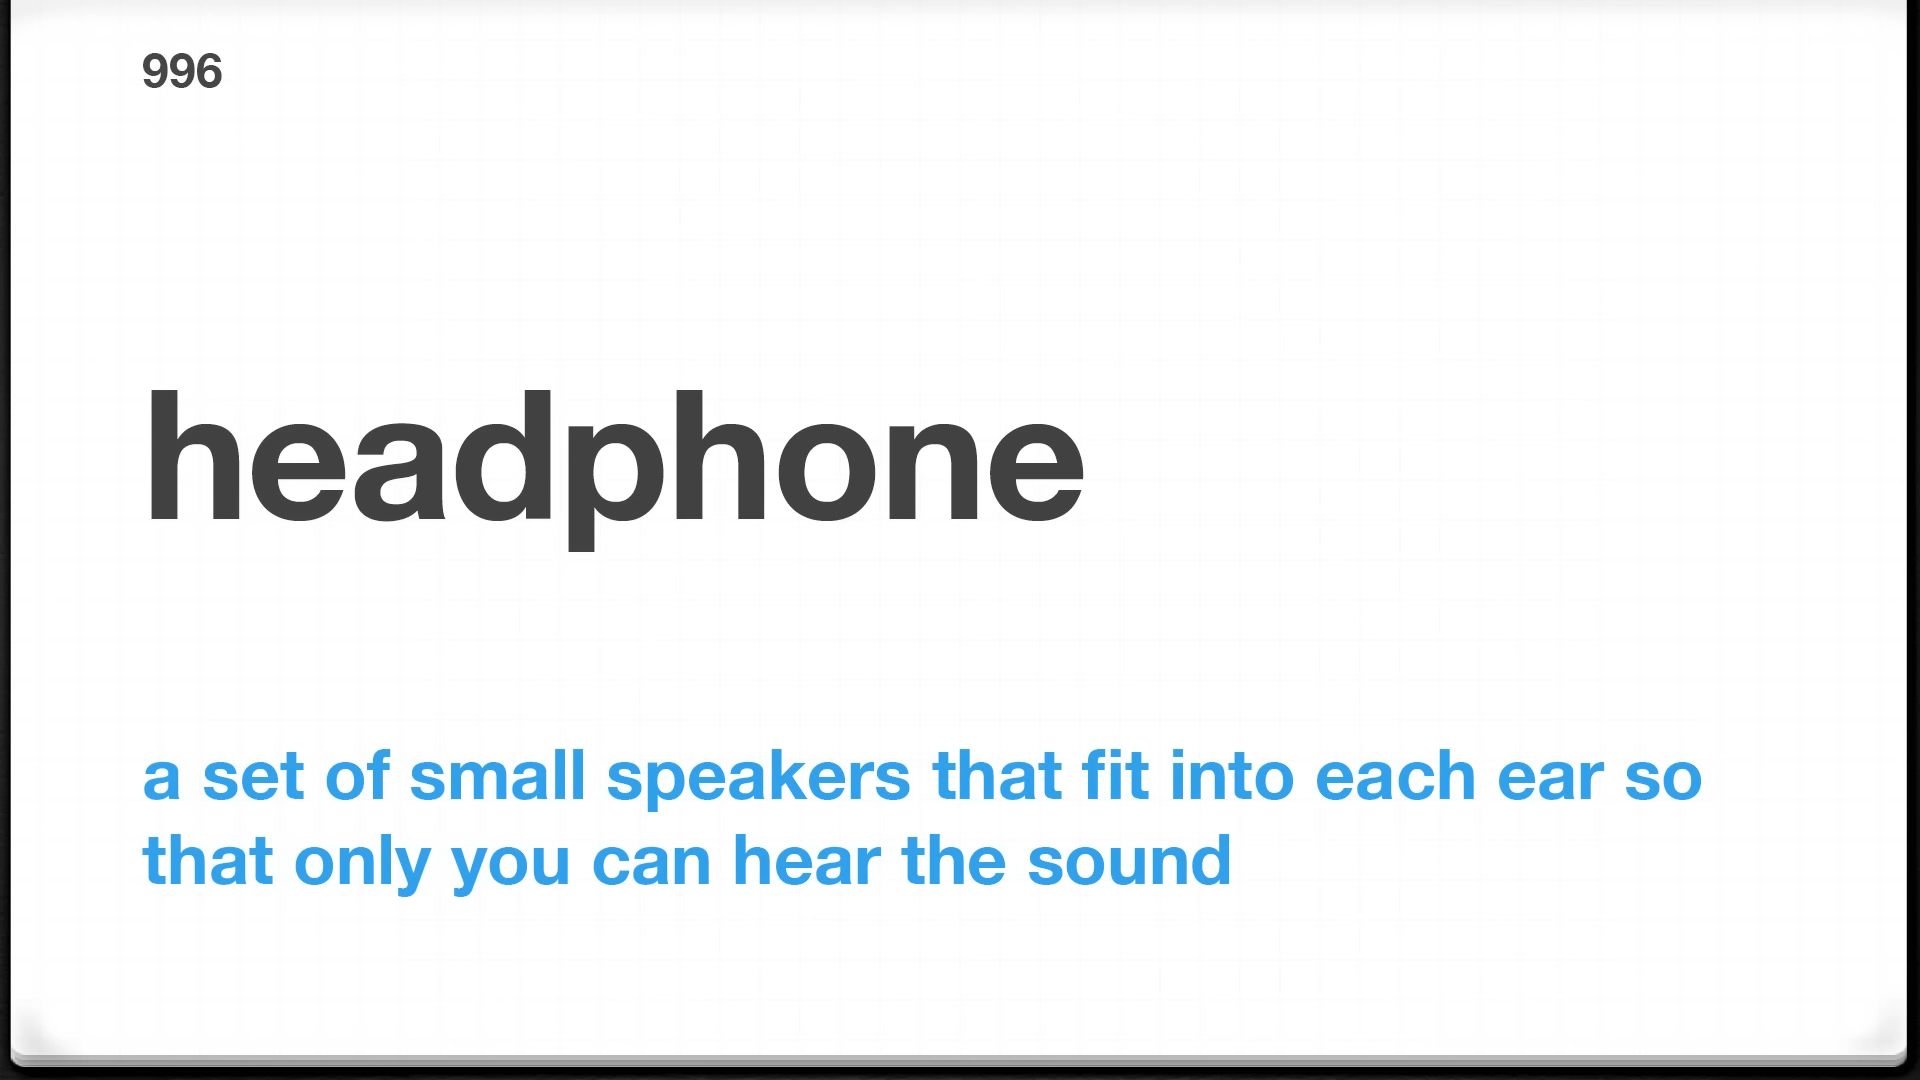 996
headphone
a set of small speakers that fit into each ear so
that only you can hear the sound